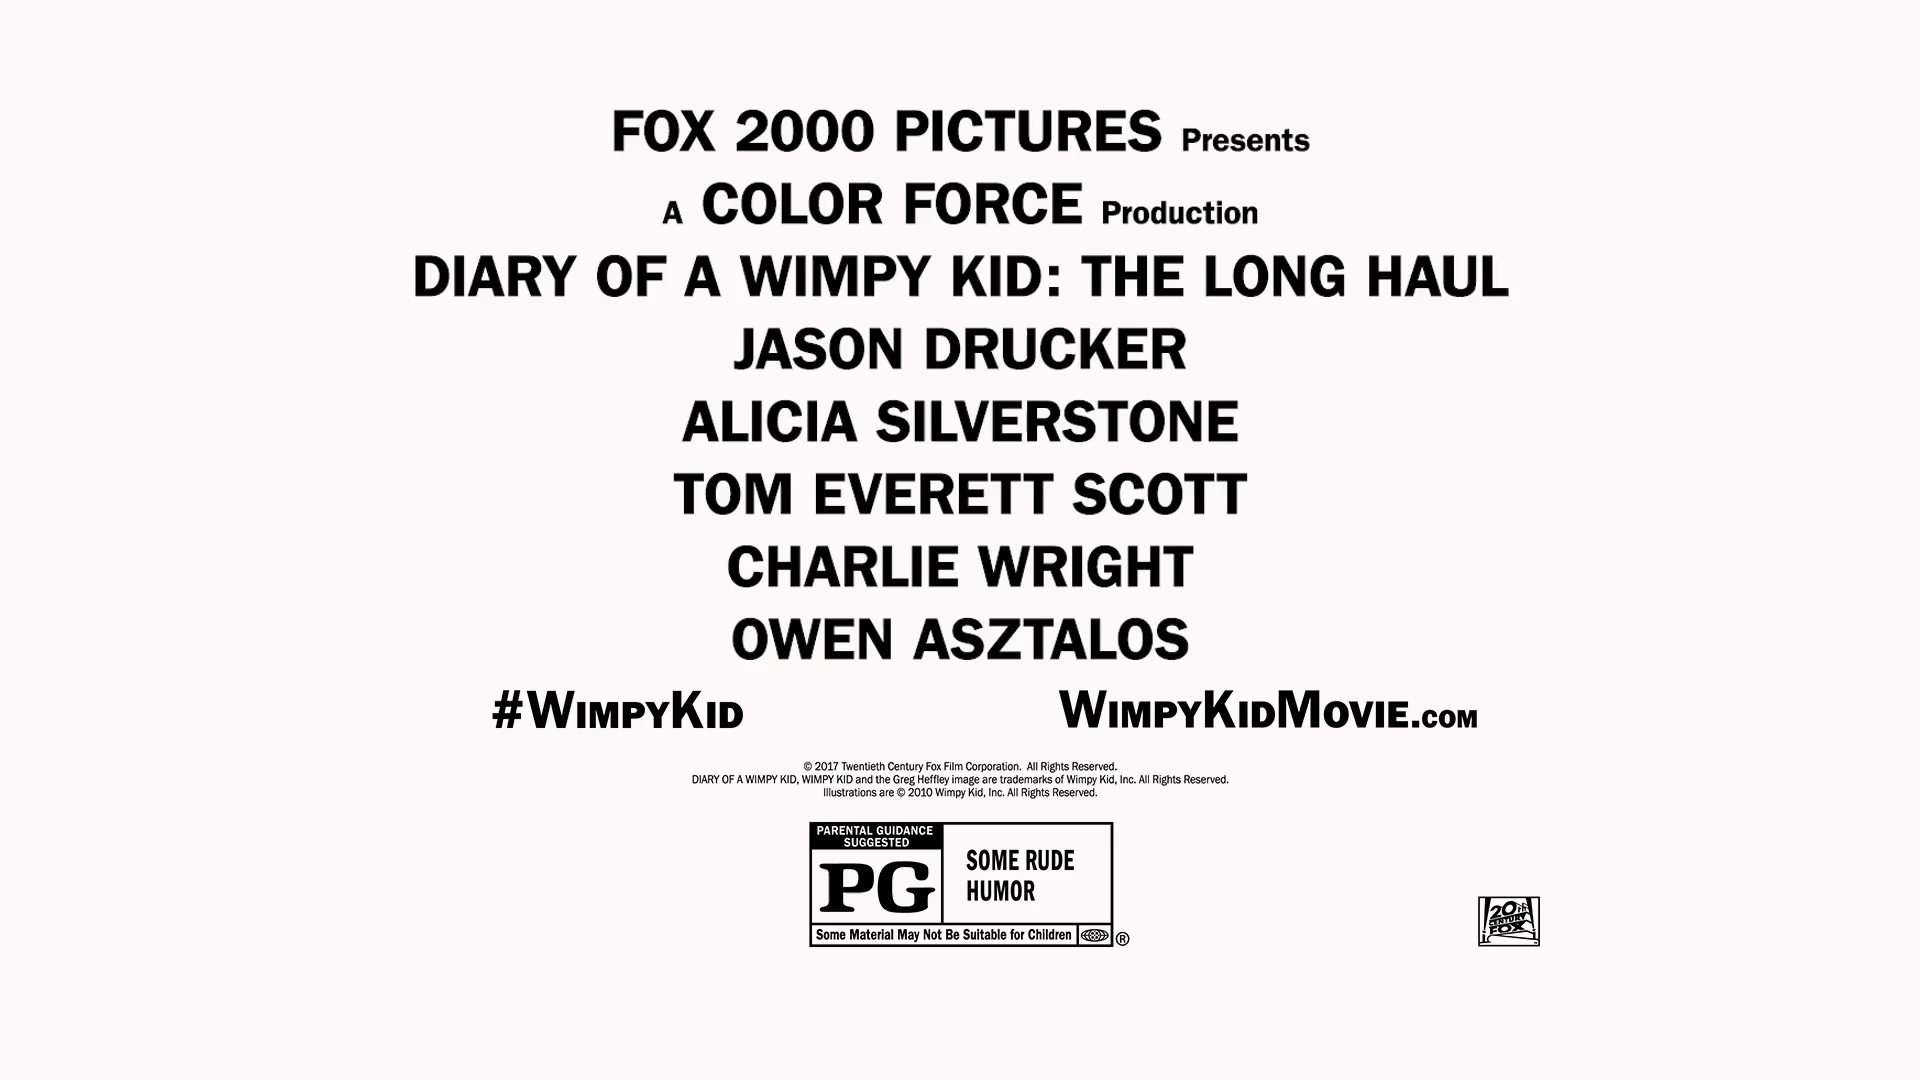 FOX 2000 PICTURES Presents
A COLOR FORCE Production
DIARY OF A WIMPY KID: THE LONG HAUL
JASON DRUCKER
ALICIA SILVERSTONE
TOM EVERETT SCOTT
CHARLIE WRIGHT
OWEN ASZTALOS
#WIMPYKID WIMPYKIDMOVIE.COM
© 2017 Twentieth Century Fox Film Corporation. All Rights Reserved.
DIARY OF A WIMPY KID, WIMPY KID and the Greg Heffley image are trademarks of Wimpy Kid, Inc. All Rights Reserved.
Illustrations are © 2010 Wimpy Kid, Inc. All Rights Reserved.
PARENTAL GUIDANCE
SUGGESTED
PG
SOME RUDE
HUMOR
Some Material May Not Be Suitable for Children ®
20th
CENTURY
FOX